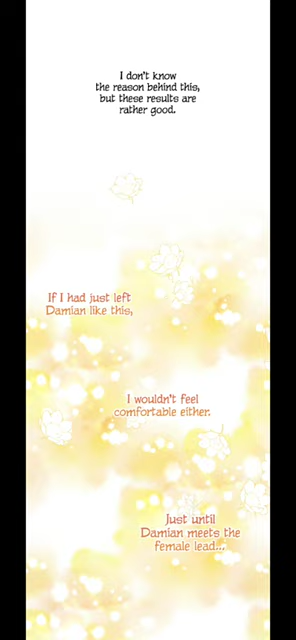 I don't know
the reason behind this,
but these results are
rather good.
If I had just left
Damian like this,
I wouldn't feel
comfortable either.
Just until
Damian meets the
female lead...